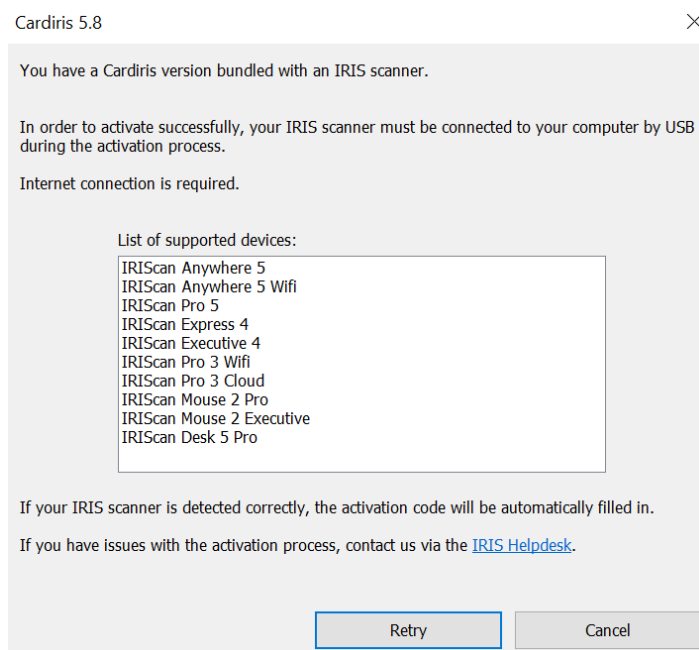 Cardiris 5.8
You have a Cardiris version bundled with an IRIS scanner.
In order to activate successfully, your IRIS scanner must be connected to your computer by USB
during the activation process.
Internet connection is required.
List of supported devices:
IRIScan Anywhere 5
IRIScan Anywhere 5 Wifi
IRIScan Pro 5
IRIScan Express 4
IRIScan Executive 4
IRIScan Pro 3 Wifi
IRIScan Pro 3 Cloud
IRIScan Mouse 2 Pro
IRIScan Mouse 2 Executive
IRIScan Desk 5 Pro
If your IRIS scanner is detected correctly, the activation code will be automatically filled in.
If you have issues with the activation process, contact us via the IRIS Helpdesk.
Retry
Cancel